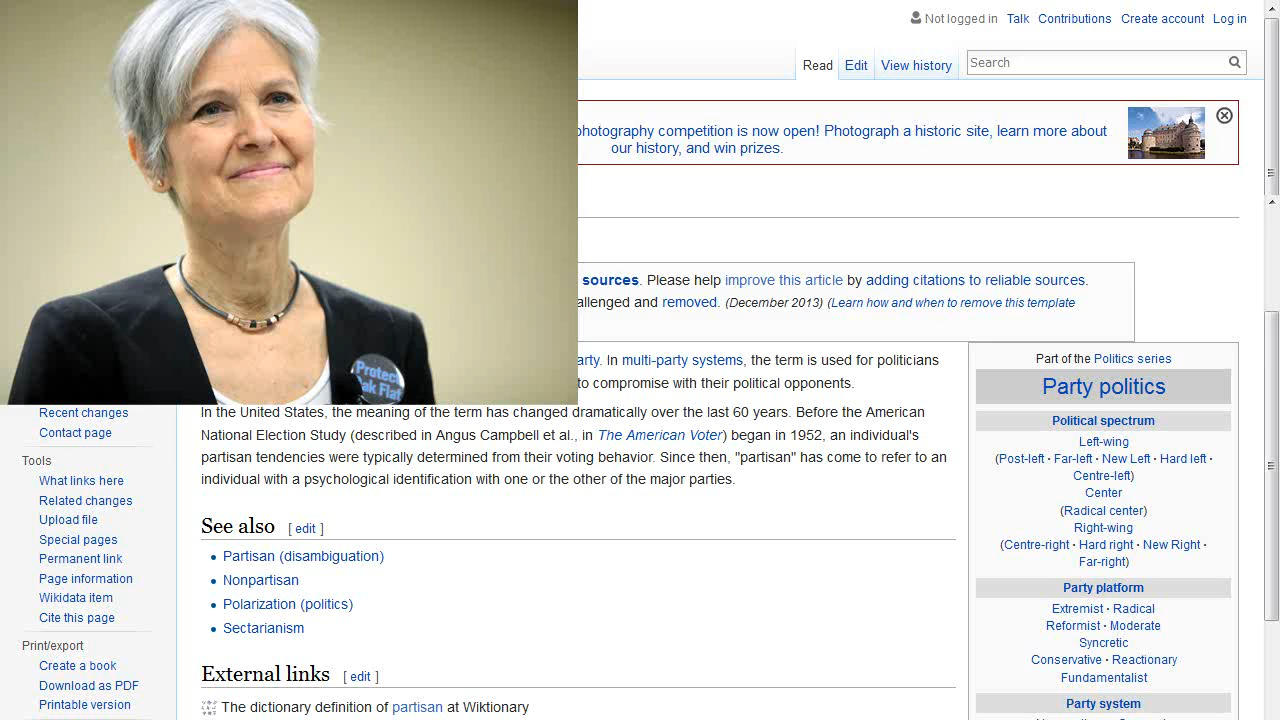 Not logged in Talk Contributions Create account Log in
Read Edit View history Search
photography competition is now open! Photograph a historic site, learn more about
our history, and win prizes.
sources. Please help improve this article by adding citations to reliable sources.
allenged and removed. (December 2013) (Learn how and when to remove this template
arty. In multi-party systems, the term is used for politicians
to compromise with their political opponents.
Protect
Oak Flat
In the United States, the meaning of the term has changed dramatically over the last 60 years. Before the American
National Election Study (described in Angus Campbell et al., in The American Voter) began in 1952, an individual's
partisan tendencies were typically determined from their voting behavior. Since then, "partisan" has come to refer to an
individual with a psychological identification with one or the other of the major parties.
See also [ edit ]
• Partisan (disambiguation)
• Nonpartisan
• Polarization (politics)
• Sectarianism
External links [ edit ]
The dictionary definition of partisan at Wiktionary
Recent changes
Contact page
Tools
What links here
Related changes
Upload file
Special pages
Permanent link
Page information
Wikidata item
Cite this page
Print/export
Create a book
Download as PDF
Printable version
Part of the Politics series
Party politics
Political spectrum
Left-wing
(Post-left · Far-left · New Left · Hard left ·
Centre-left)
Center
(Radical center)
Right-wing
(Centre-right · Hard right · New Right ·
Far-right)
Party platform
Extremist · Radical
Reformist · Moderate
Syncretic
Conservative · Reactionary
Fundamentalist
Party system